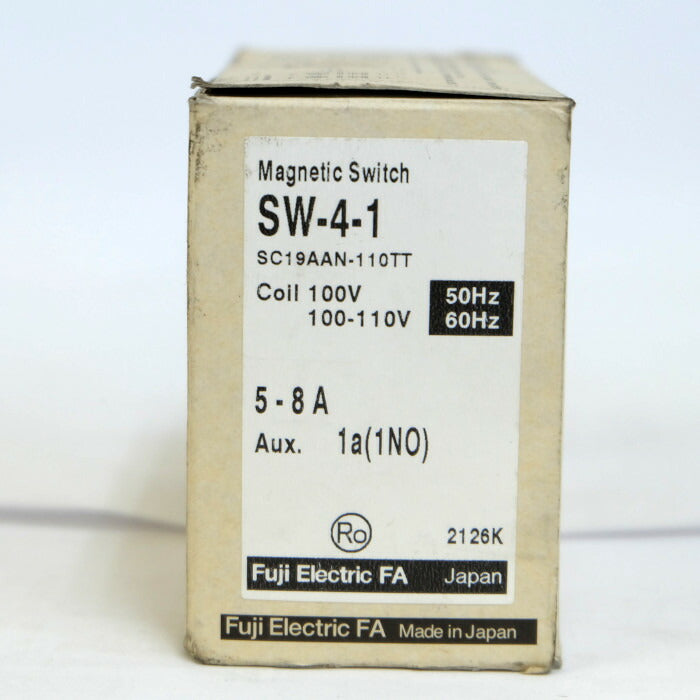 Magnetic Switch
SW-4-1
SC19AAN-110TT
Coil 100V 50Hz
100-110V 60Hz
5-8A
Aux. 1a(1NO)
Ro 2126K
Fuji Electric FA Japan
Fuji Electric FA Made in Japan